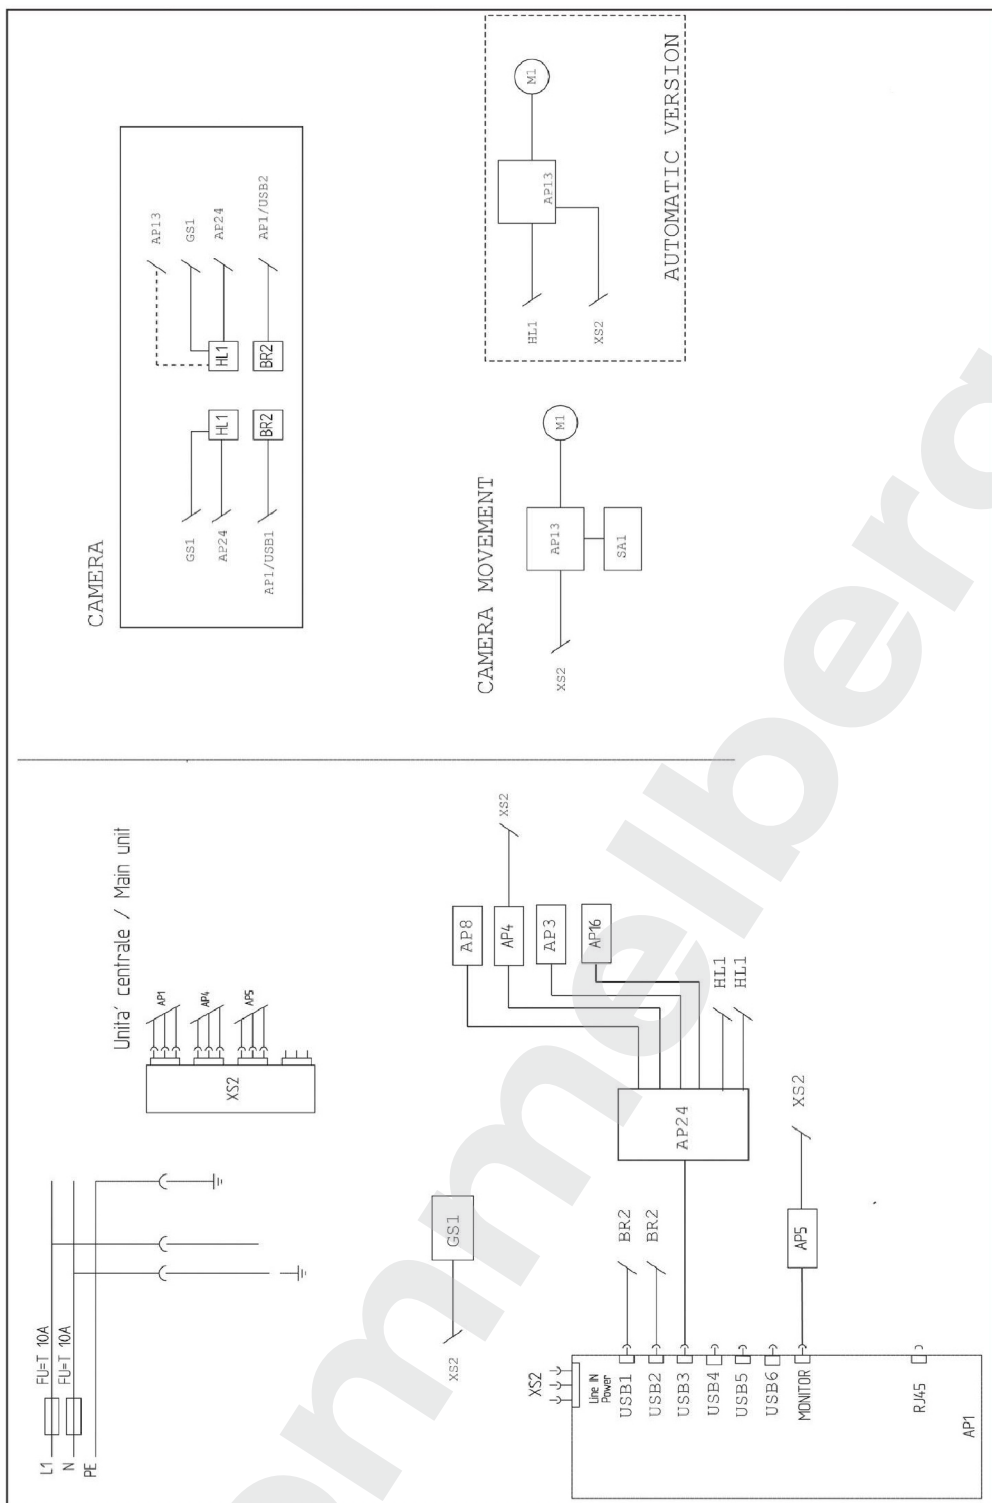 CAMERA
GS1
AP24
AP1/USB1
HL1
BR2
HL1
BR2
AP13
GS1
AP24
AP1/USB2
CAMERA MOVEMENT
XS2
AP13
SA1
M1
HL1
XS2
AP13
M1
AUTOMATIC VERSION
Unita' centrale / Main unit
L1
N
PE
FU=T 10A
FU=T 10A
XS2
AP1
AP4
AP5
XS2
GS1
AP8
AP4
AP3
AP16
XS2
AP24
HL1
HL1
BR2
BR2
AP5
XS2
XS2
Line IN
Power
USB1
USB2
USB3
USB4
USB5
USB6
MONITOR
RJ45
AP1
ommelberg